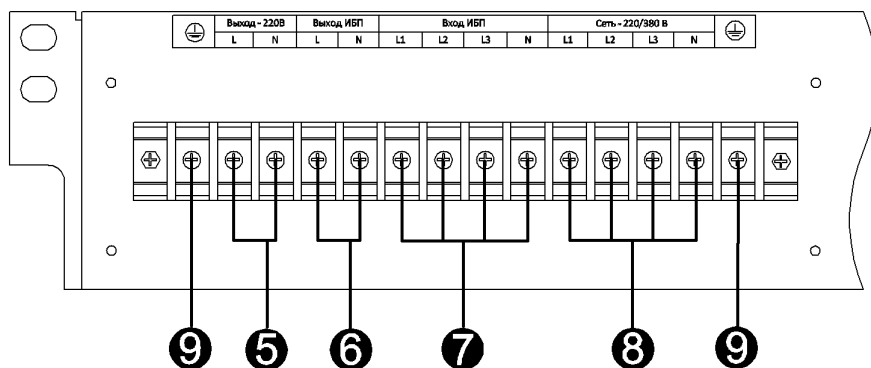 Выход - 220В Выход ИБП Вход ИБП Сеть - 220/380 В
L N L N L1 L2 L3 N L1 L2 L3 N
9 5 6 7 8 9